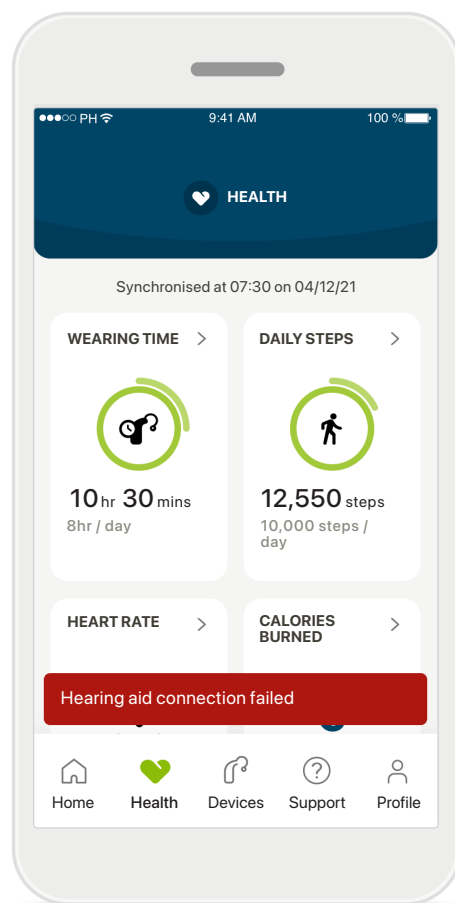 PH 9:41 AM 100 %
HEALTH
Synchronised at 07:30 on 04/12/21
WEARING TIME
10 hr 30 mins
8hr / day
DAILY STEPS
12,550 steps
10,000 steps /
day
HEART RATE
CALORIES
BURNED
Hearing aid connection failed
Home Health Devices Support Profile